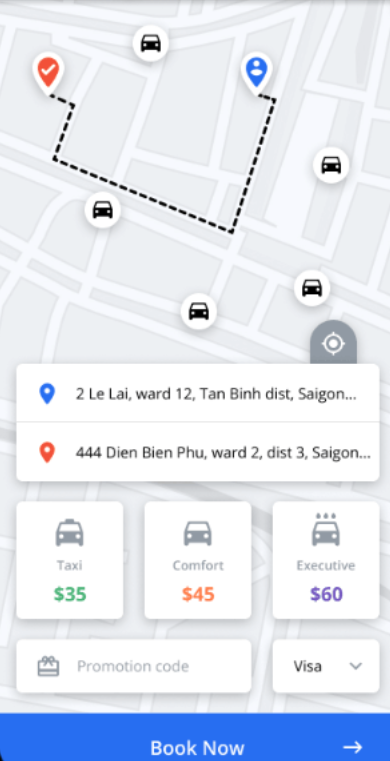 2 Le Lai, ward 12, Tan Binh dist, Saigon...
444 Dien Bien Phu, ward 2, dist 3, Saigon...
Taxi
$35
Comfort
$45
Executive
$60
Promotion code
Visa
Book Now